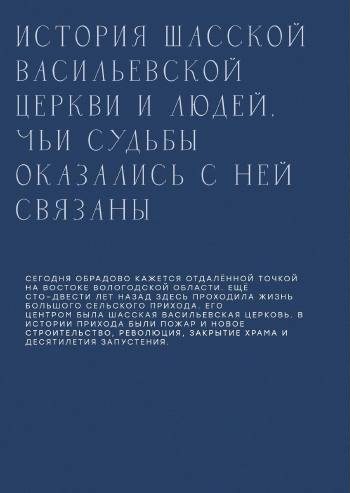 ИСТОРИЯ ШАССКОЙ
ВАСИЛЬЕВСКОЙ
ЦЕРКВИ И ЛЮДЕЙ,
ЧЬИ СУДЬБЫ
ОКАЗАЛИСЬ С НЕЙ
СВЯЗАНЫ
СЕГОДНЯ ОБРАДОВО КАЖЕТСЯ ОТДАЛЁННОЙ ТОЧКОЙ
НА ВОСТОКЕ ВОЛОГОДСКОЙ ОБЛАСТИ. ЕЩЁ
СТО–ДВЕСТИ ЛЕТ НАЗАД ЗДЕСЬ ПРОХОДИЛА ЖИЗНЬ
БОЛЬШОГО СЕЛЬСКОГО ПРИХОДА. ЕГО
ЦЕНТРОМ БЫЛА ШАССКАЯ ВАСИЛЬЕВСКАЯ ЦЕРКОВЬ. В
ИСТОРИИ ПРИХОДА БЫЛИ ПОЖАР И НОВОЕ
СТРОИТЕЛЬСТВО, РЕВОЛЮЦИЯ, ЗАКРЫТИЕ ХРАМА И
ДЕСЯТИЛЕТИЯ ЗАПУСТЕНИЯ.